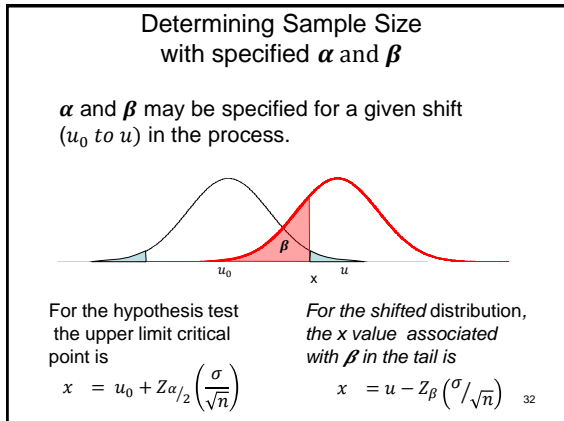 Determining Sample Size
with specified 𝜶 and 𝜷
𝜶 and 𝜷 may be specified for a given shift
(𝑢₀ 𝑡𝑜 𝑢) in the process.
𝜷
𝑢₀
x
𝑢
For the hypothesis test
the upper limit critical
point is
𝑥 = 𝑢₀ + 𝑍𝛼/₂ (𝜎/√𝑛)
For the shifted distribution,
the x value associated
with 𝜷 in the tail is
𝑥 = 𝑢 − 𝑍𝛽 (𝜎/√𝑛)
32